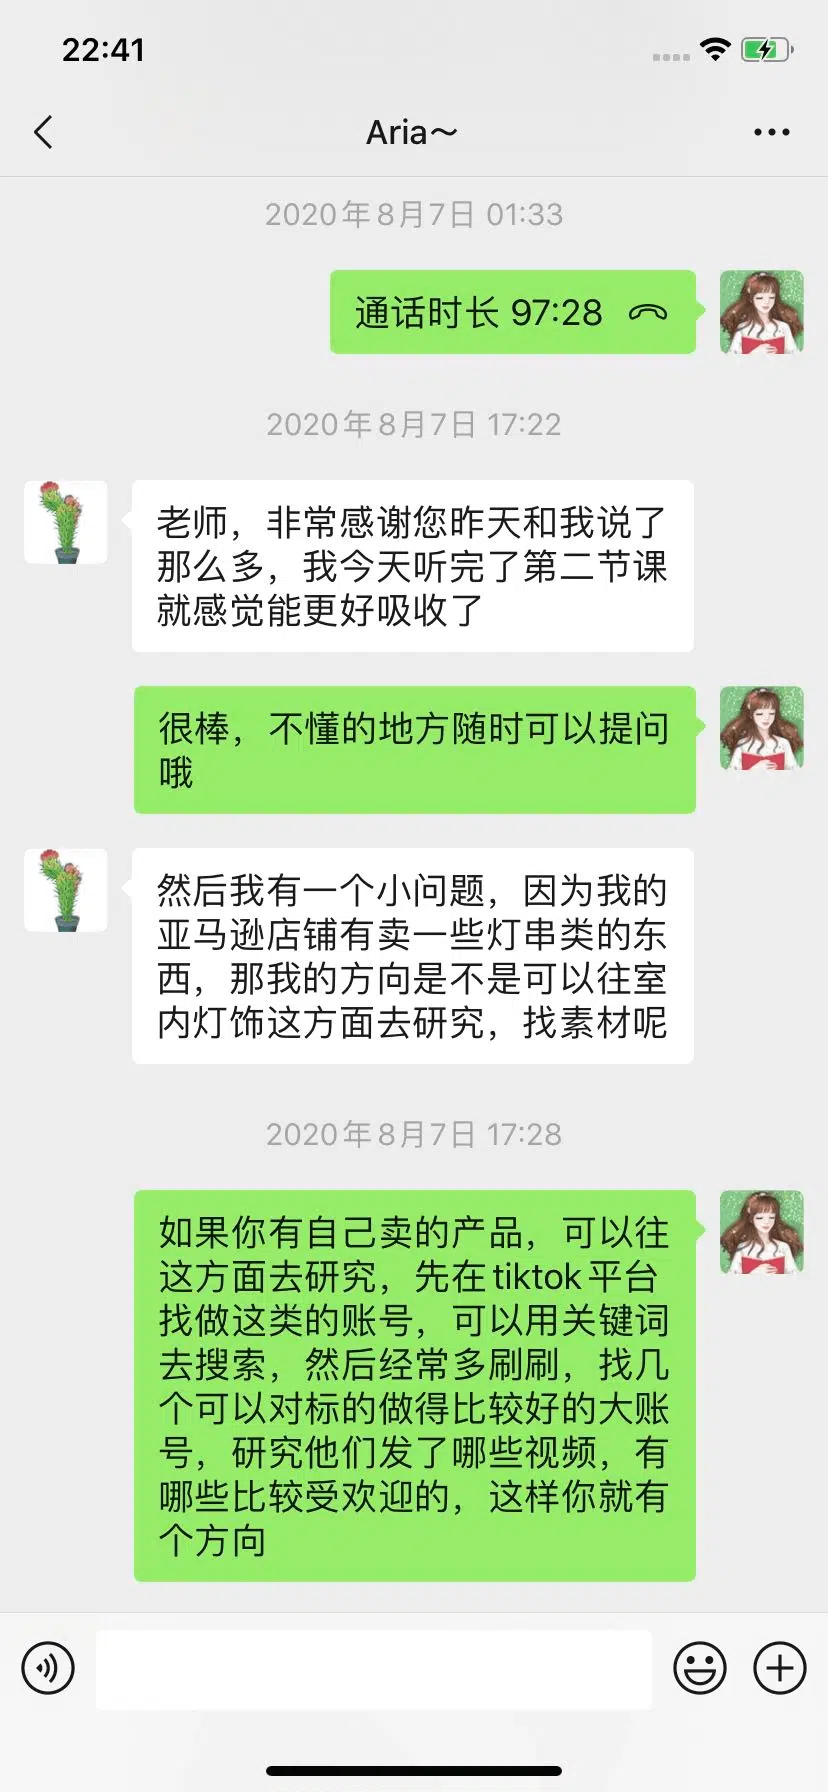 22:41
Aria～
2020年8月7日 01:33
通话时长 97:28
2020年8月7日 17:22
老师，非常感谢您昨天和我说了
那么多，我今天听完了第二节课
就感觉能更好吸收了
很棒，不懂的地方随时可以提问
哦
然后我有一个小问题，因为我的
亚马逊店铺有卖一些灯串类的东
西，那我的方向是不是可以往室
内灯饰这方面去研究，找素材呢
2020年8月7日 17:28
如果你有自己卖的产品，可以往
这方面去研究，先在tiktok平台
找做这类的账号，可以用关键词
去搜索，然后经常多刷刷，找几
个可以对标的做得比较好的大账
号，研究他们发了哪些视频，有
哪些比较受欢迎的，这样你就有
个方向